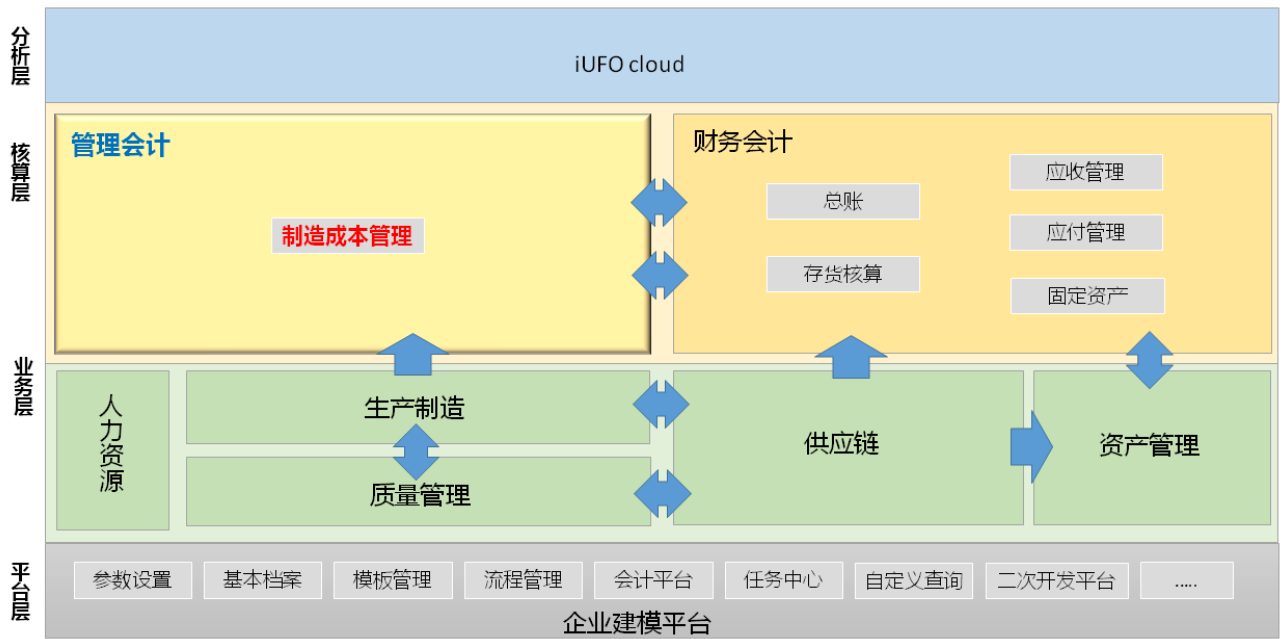 分析层
iUFO cloud
核算层
管理会计
制造成本管理
财务会计
总账
存货核算
应收管理
应付管理
固定资产
业务层
人力资源
生产制造
质量管理
供应链
资产管理
平台层
参数设置
基本档案
模板管理
流程管理
会计平台
任务中心
自定义查询
二次开发平台
.....
企业建模平台